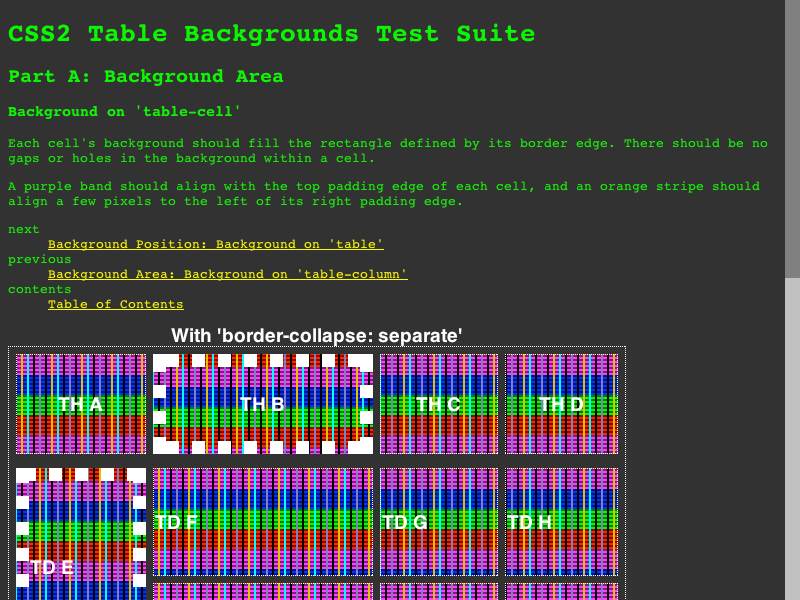 CSS2 Table Backgrounds Test Suite
Part A: Background Area
Background on 'table-cell'
Each cell's background should fill the rectangle defined by its border edge. There should be no
gaps or holes in the background within a cell.
A purple band should align with the top padding edge of each cell, and an orange stripe should
align a few pixels to the left of its right padding edge.
next
Background Position: Background on 'table'
previous
Background Area: Background on 'table-column'
contents
Table of Contents
With 'border-collapse: separate'
TH A TH B TH C TH D
TD F TD G TD H
TD E